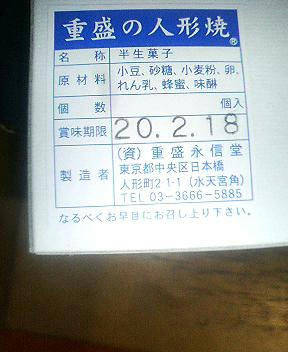 重盛の人形焼®
名称 半生菓子
原材料 小豆、砂糖、小麦粉、卵、
れん乳、蜂蜜、味醂
個数 個入
賞味期限 20.2.18
製造者 (資)重盛永信堂
東京都中央区日本橋
人形町2 1-1(水天宮角)
TEL 03-3666-5885
なるべくお早目にお召し上り下さい。